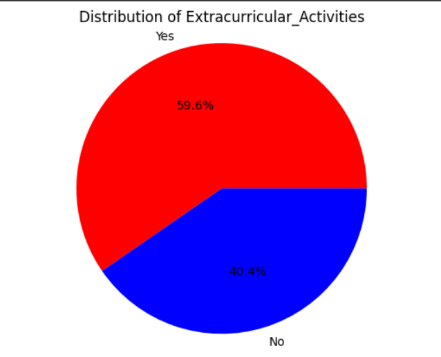 Distribution of Extracurricular_Activities
Yes
59.6%
40.4%
No